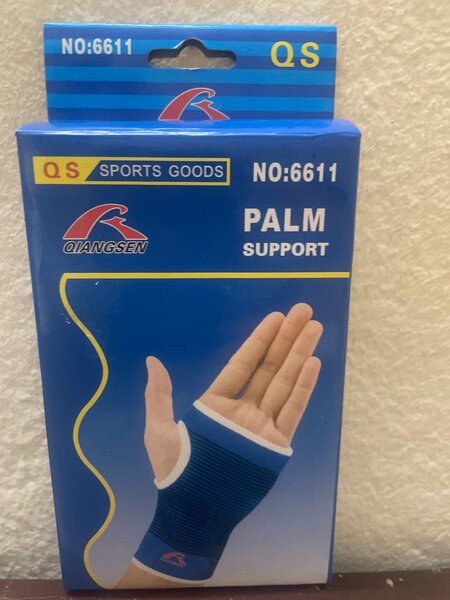 NO:6611
QS
QS SPORTS GOODS
NO:6611
QIANGSEN
PALM
SUPPORT